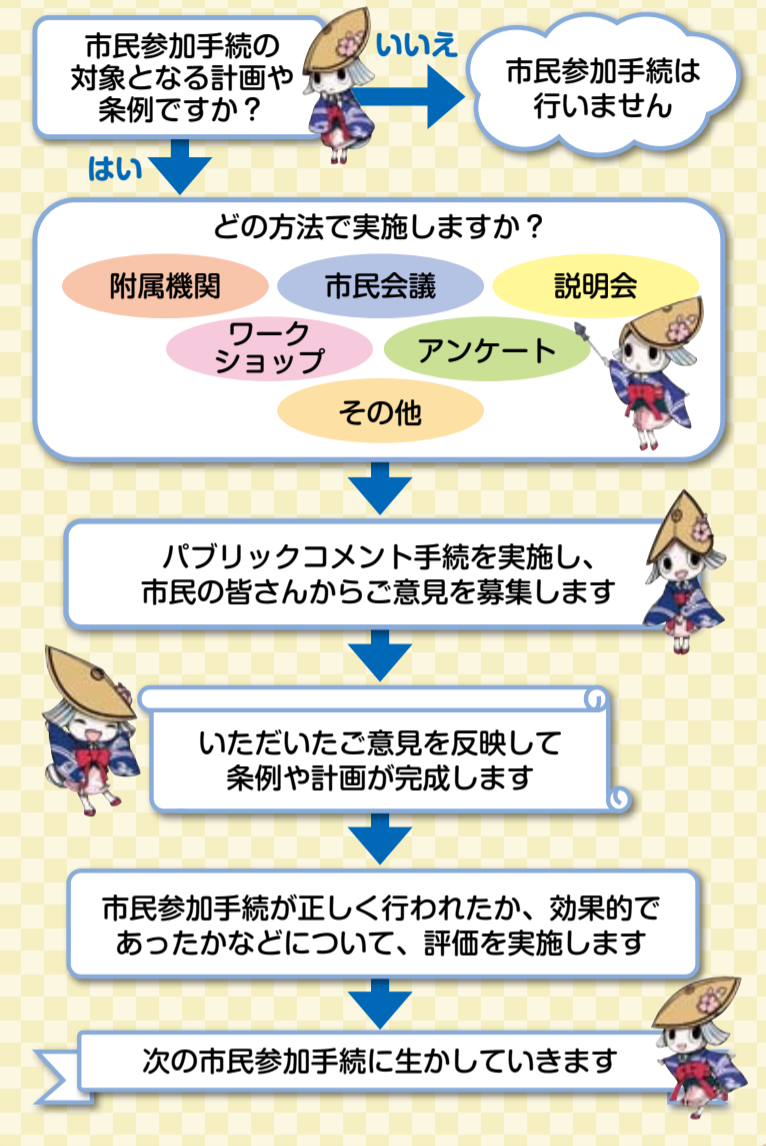 市民参加手続の
対象となる計画や
条例ですか？
いいえ
市民参加手続は
行いません
はい
どの方法で実施しますか？
附属機関
市民会議
説明会
ワーク
ショップ
アンケート
その他
パブリックコメント手続を実施し、
市民の皆さんからご意見を募集します
いただいたご意見を反映して
条例や計画が完成します
市民参加手続が正しく行われたか、効果的で
あったかなどについて、評価を実施します
次の市民参加手続に生かしていきます